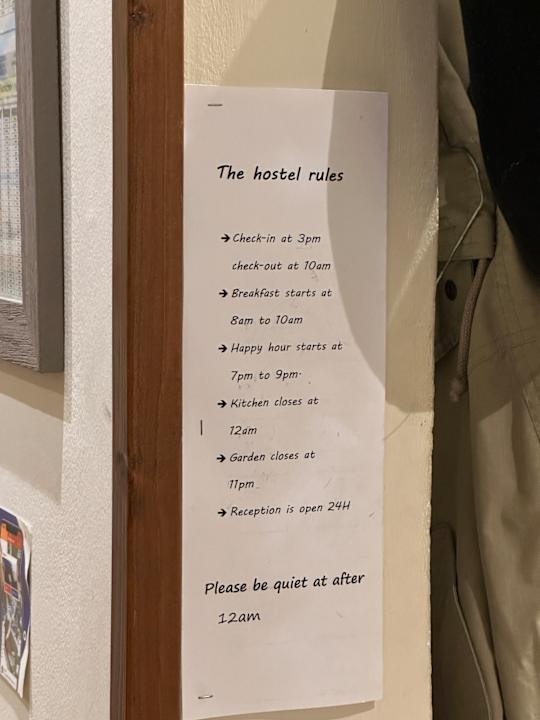 The hostel rules
→ Check-in at 3pm
check-out at 10am
→ Breakfast starts at
8am to 10am
→ Happy hour starts at
7pm to 9pm.
→ Kitchen closes at
12am
→ Garden closes at
11pm
→ Reception is open 24H
Please be quiet at after
12am